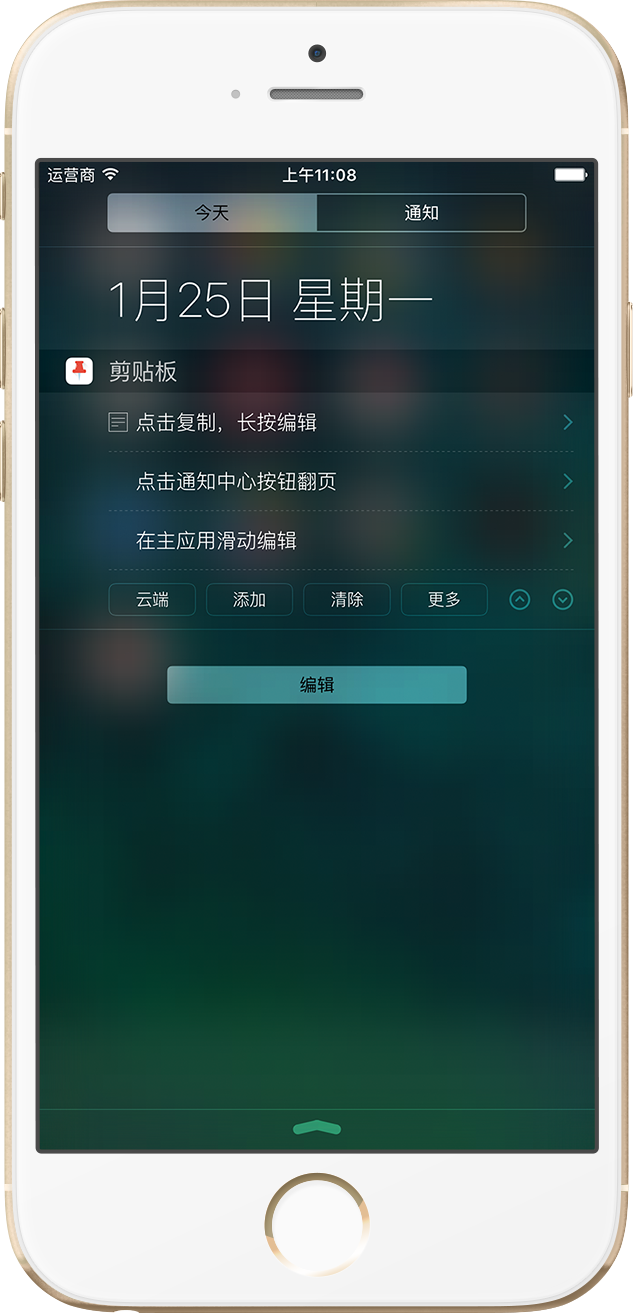 运营商 上午11:08
今天 通知
1月25日 星期一
剪贴板
点击复制，长按编辑
点击通知中心按钮翻页
在主应用滑动编辑
云端 添加 清除 更多
编辑